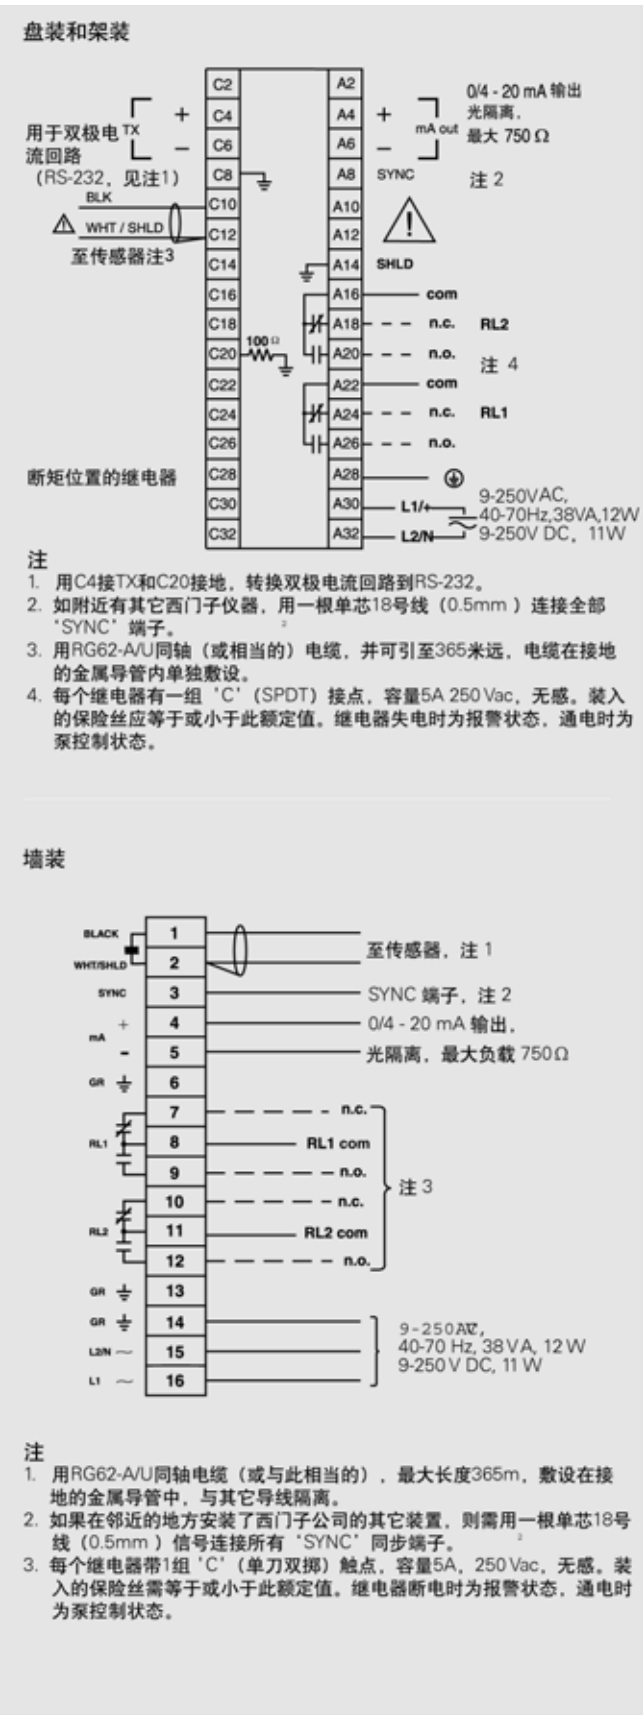 盘装和架装
C2 A2
0/4 - 20 mA 输出
C4 A4
+ + 光隔离，
用于双极电 TX mA out
最大 750 Ω
C6 A6
流回路 − −
（RS-232，见注1）
C8 A8 SYNC 注 2
BLK
C10 A10
WHT / SHLD
C12 A12
!
至传感器注3
C14 A14 SHLD
C16 A16 com
C18 A18 n.c. RL2
100 Ω
C20 A20 n.o. 注 4
C22 A22 com
C24 A24 n.c. RL1
C26 A26 n.o.
断矩位置的继电器
C28 A28
9-250VAC,
C30 A30 L1/+
40-70Hz,38VA,12W
C32 A32 L2/N
9-250V DC，11W
注
1. 用C4接TX和C20接地，转换双极电流回路到RS-232。
2. 如附近有其它西门子仪器，用一根单芯18号线（0.5mm ）连接全部
"SYNC" 端子。 2
3. 用RG62-A/U同轴（或相当的）电缆，并可引至365米远，电缆在接地
的金属导管内单独敷设。
4. 每个继电器有一组 'C'（SPDT）接点，容量5A 250 Vac，无感。装入
的保险丝应等于或小于此额定值。继电器失电时为报警状态，通电时为
泵控制状态。
墙装
BLACK 1
至传感器，注 1
WHT/SHLD 2
SYNC 3 SYNC 端子，注 2
+ 4 0/4 - 20 mA 输出，
mA
- 5 光隔离，最大负载 750Ω
GR 6
7 n.c.
RL1 8 RL1 com
9 n.o.
注 3
10 n.c.
RL2 11 RL2 com
12 n.o.
GR 13
GR 14
9-250
L2/N ~ 15 40-70 Hz, 38 VA, 12 W
9-250 V DC, 11 W
L1 ~ 16
注
1. 用RG62-A/U同轴电缆（或与此相当的），最大长度365m，敷设在接
地的金属导管中，与其它导线隔离。
2. 如果在邻近的地方安装了西门子公司的其它装置，则需用一根单芯18号
线（0.5mm ）信号连接所有 "SYNC" 同步端子。 2
3. 每个继电器带1组 'C'（单刀双掷）触点，容量5A，250 Vac，无感。装
入的保险丝需等于或小于此额定值。继电器断电时为报警状态，通电时
为泵控制状态。